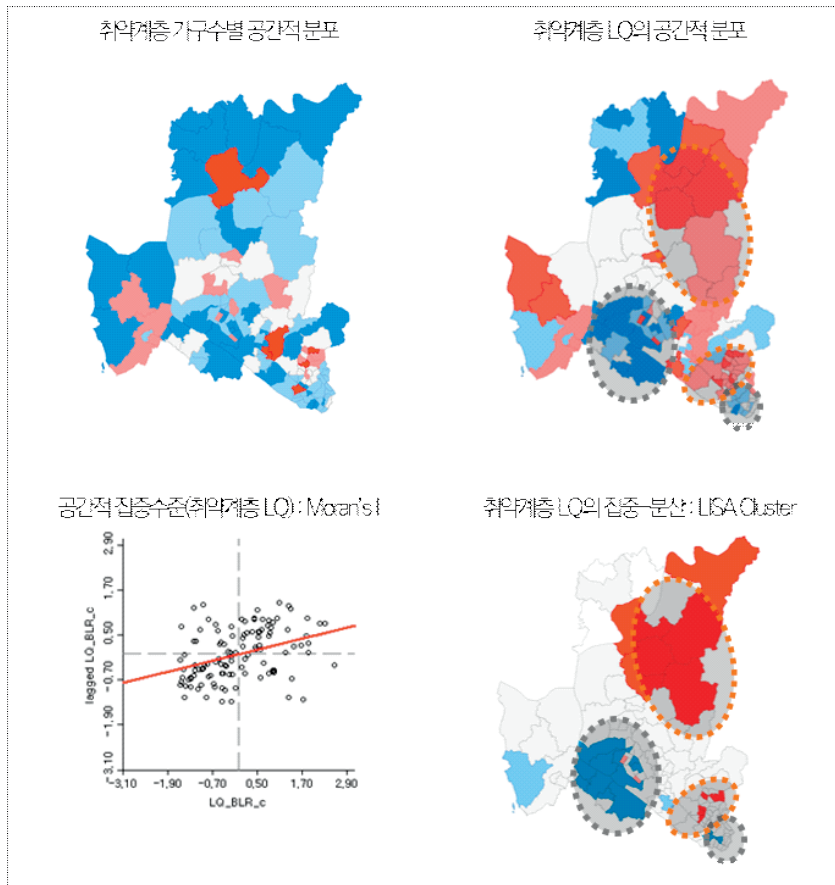 취약계층 가구수별 공간적 분포
취약계층 LQ의 공간적 분포
공간적 집중수준(취약계층 LQ) : Moran's I
취약계층 LQ의 집중-분산 : LISA Cluster
2,90
1,70
0,50
-0,70
-1,90
-3,10
lagged LQ_BLR_c
-3,10 -1,90 -0,70 0,50 1,70 2,90
LQ_BLR_c